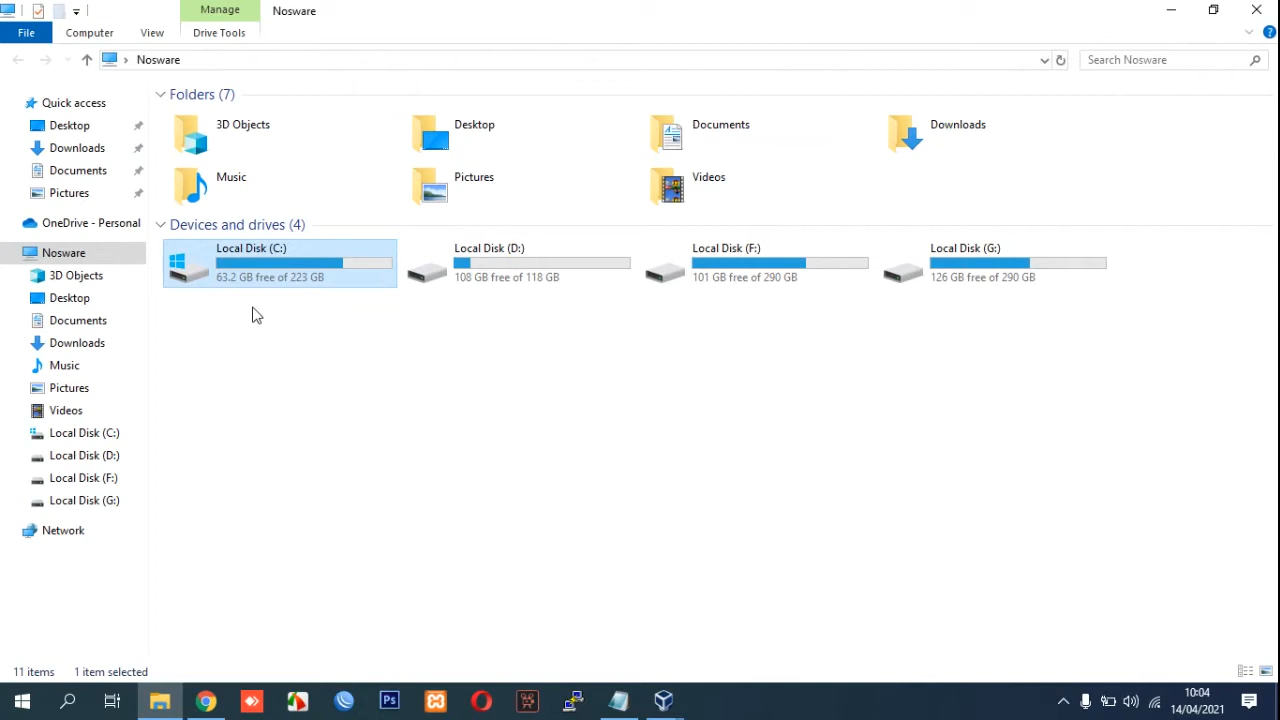 Manage
Nosware
File
Computer
View
Drive Tools
Nosware
Search Nosware
Quick access
Desktop
Downloads
Documents
Pictures
OneDrive - Personal
Nosware
3D Objects
Desktop
Documents
Downloads
Music
Pictures
Videos
Local Disk (C:)
Local Disk (D:)
Local Disk (F:)
Local Disk (G:)
Network
Folders (7)
3D Objects
Desktop
Documents
Downloads
Music
Pictures
Videos
Devices and drives (4)
Local Disk (C:)
63.2 GB free of 223 GB
Local Disk (D:)
108 GB free of 118 GB
Local Disk (F:)
101 GB free of 290 GB
Local Disk (G:)
126 GB free of 290 GB
11 items
1 item selected
Ps
10:04
14/04/2021